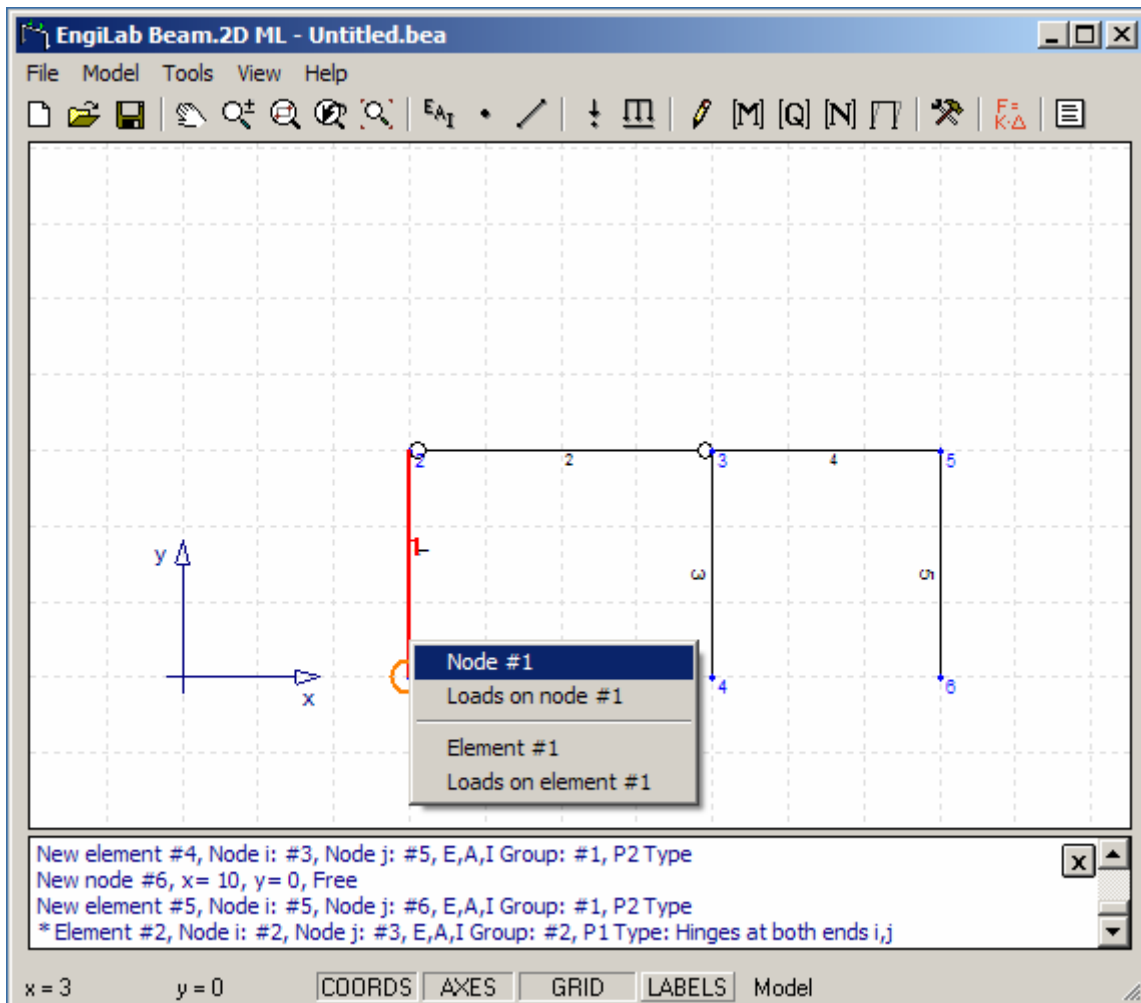 EngiLab Beam.2D ML - Untitled.bea
File Model Tools View Help
E A I [M] [Q] [N] F= K·Δ
2 2 3 4 5
y
1 3 5
x
Node #1
4 6
Loads on node #1
Element #1
Loads on element #1
New element #4, Node i: #3, Node j: #5, E,A,I Group: #1, P2 Type
x
New node #6, x= 10, y= 0, Free
New element #5, Node i: #5, Node j: #6, E,A,I Group: #1, P2 Type
* Element #2, Node i: #2, Node j: #3, E,A,I Group: #2, P1 Type: Hinges at both ends i,j
x = 3 y = 0 COORDS AXES GRID LABELS Model